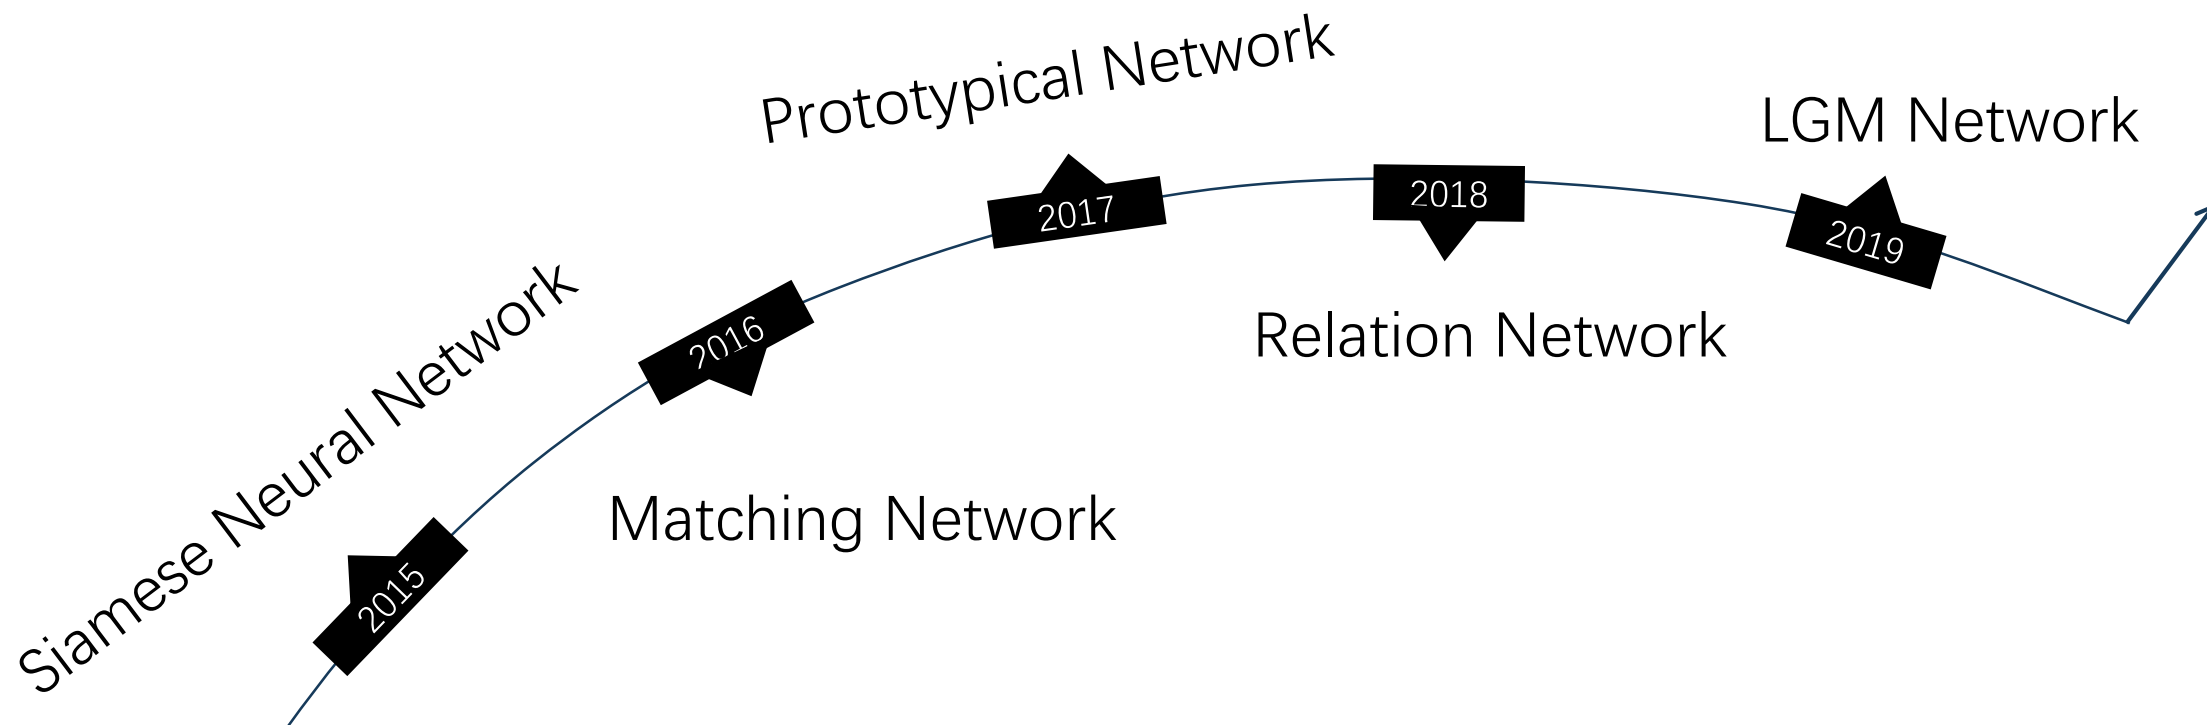 Siamese Neural Network
2015
2016
Matching Network
Prototypical Network
2017
2018
Relation Network
LGM Network
2019